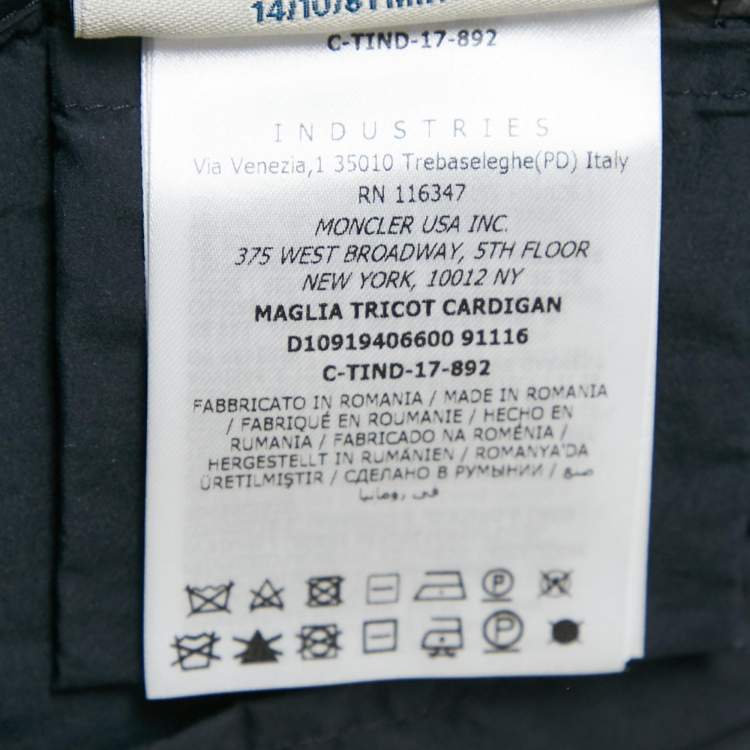 14/10/81
C-TIND-17-892
INDUSTRIES
Via Venezia,1 35010 Trebaseleghe(PD) Italy
RN 116347
MONCLER USA INC.
375 WEST BROADWAY, 5TH FLOOR
NEW YORK, 10012 NY
MAGLIA TRICOT CARDIGAN
D10919406600 91116
C-TIND-17-892
FABBRICATO IN ROMANIA / MADE IN ROMANIA
/ FABRIQUÉ EN ROUMANIE / HECHO EN
RUMANIA / FABRICADO NA ROMÉNIA /
HERGESTELLT IN RUMÄNIEN / ROMANYA'DA
ÜRETILMIŞTIR / СДЕЛАНО В РУМЫНИИ / صنع
في رومانيا
P
P